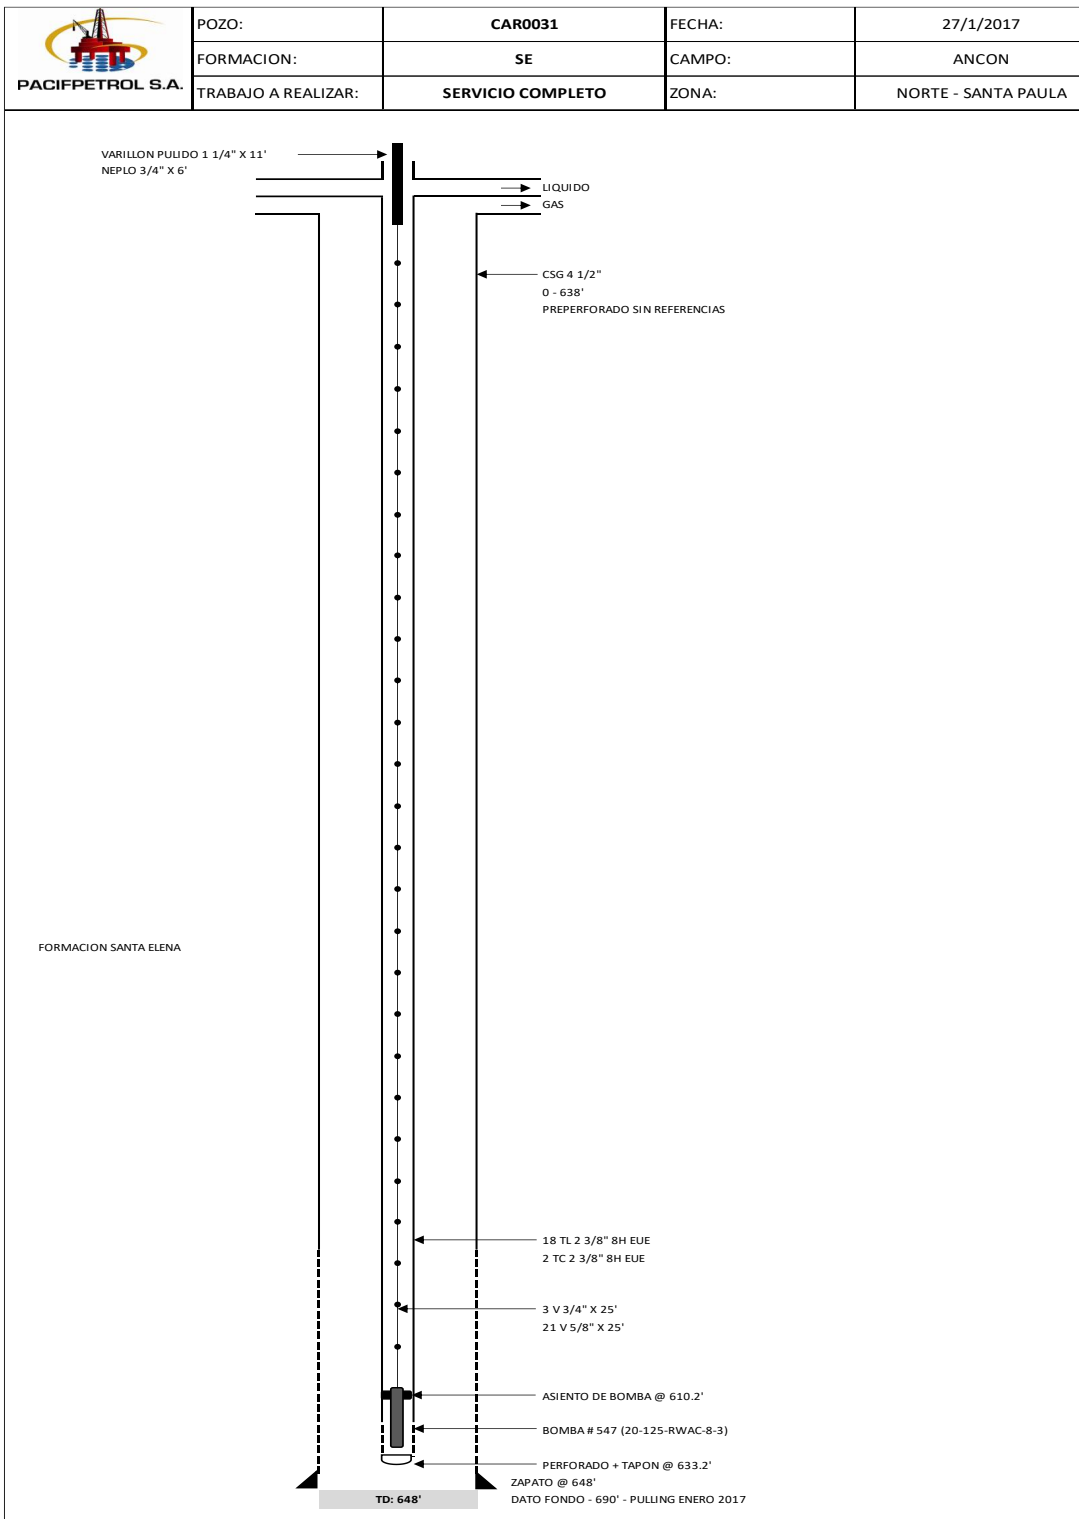 PACIFPETROL S.A.
POZO: CAR0031 FECHA: 27/1/2017
FORMACION: SE CAMPO: ANCON
TRABAJO A REALIZAR: SERVICIO COMPLETO ZONA: NORTE - SANTA PAULA
VARILLON PULIDO 1 1/4" X 11'
NEPLO 3/4" X 6'
LIQUIDO
GAS
CSG 4 1/2"
0 - 638'
PREPERFORADO SIN REFERENCIAS
FORMACION SANTA ELENA
18 TL 2 3/8" 8H EUE
2 TC 2 3/8" 8H EUE
3 V 3/4" X 25'
21 V 5/8" X 25'
ASIENTO DE BOMBA @ 610.2'
BOMBA # 547 (20-125-RWAC-8-3)
PERFORADO + TAPON @ 633.2'
ZAPATO @ 648'
TD: 648'
DATO FONDO - 690' - PULLING ENERO 2017